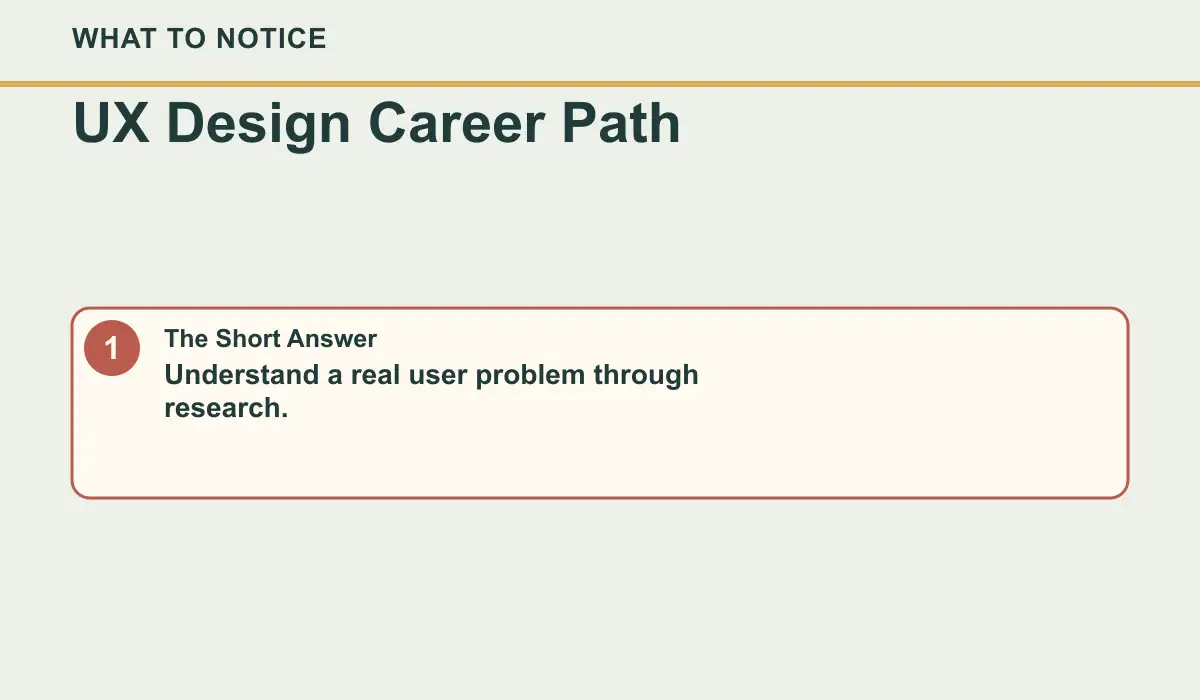 WHAT TO NOTICE
UX Design Career Path
1
The Short Answer
Understand a real user problem through
research.